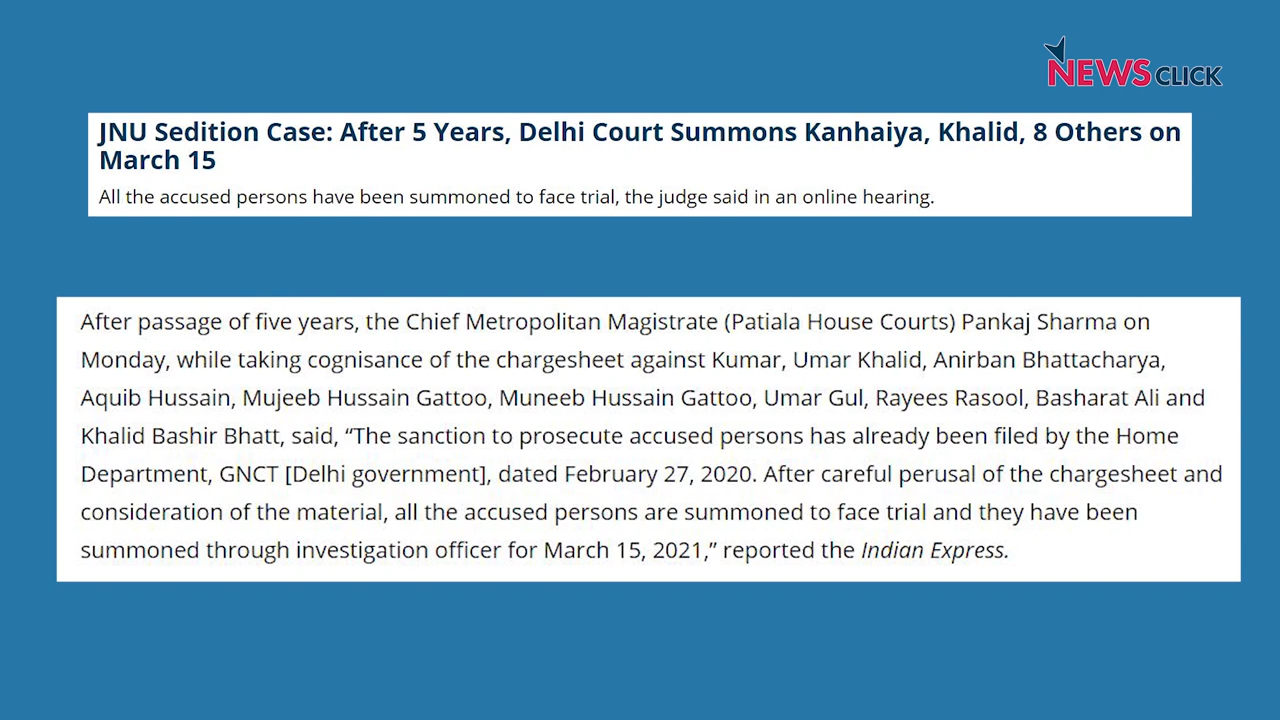 NEWSCLICK
JNU Sedition Case: After 5 Years, Delhi Court Summons Kanhaiya, Khalid, 8 Others on
March 15
All the accused persons have been summoned to face trial, the judge said in an online hearing.
After passage of five years, the Chief Metropolitan Magistrate (Patiala House Courts) Pankaj Sharma on
Monday, while taking cognisance of the chargesheet against Kumar, Umar Khalid, Anirban Bhattacharya,
Aquib Hussain, Mujeeb Hussain Gattoo, Muneeb Hussain Gattoo, Umar Gul, Rayees Rasool, Basharat Ali and
Khalid Bashir Bhatt, said, “The sanction to prosecute accused persons has already been filed by the Home
Department, GNCT [Delhi government], dated February 27, 2020. After careful perusal of the chargesheet and
consideration of the material, all the accused persons are summoned to face trial and they have been
summoned through investigation officer for March 15, 2021,” reported the Indian Express.